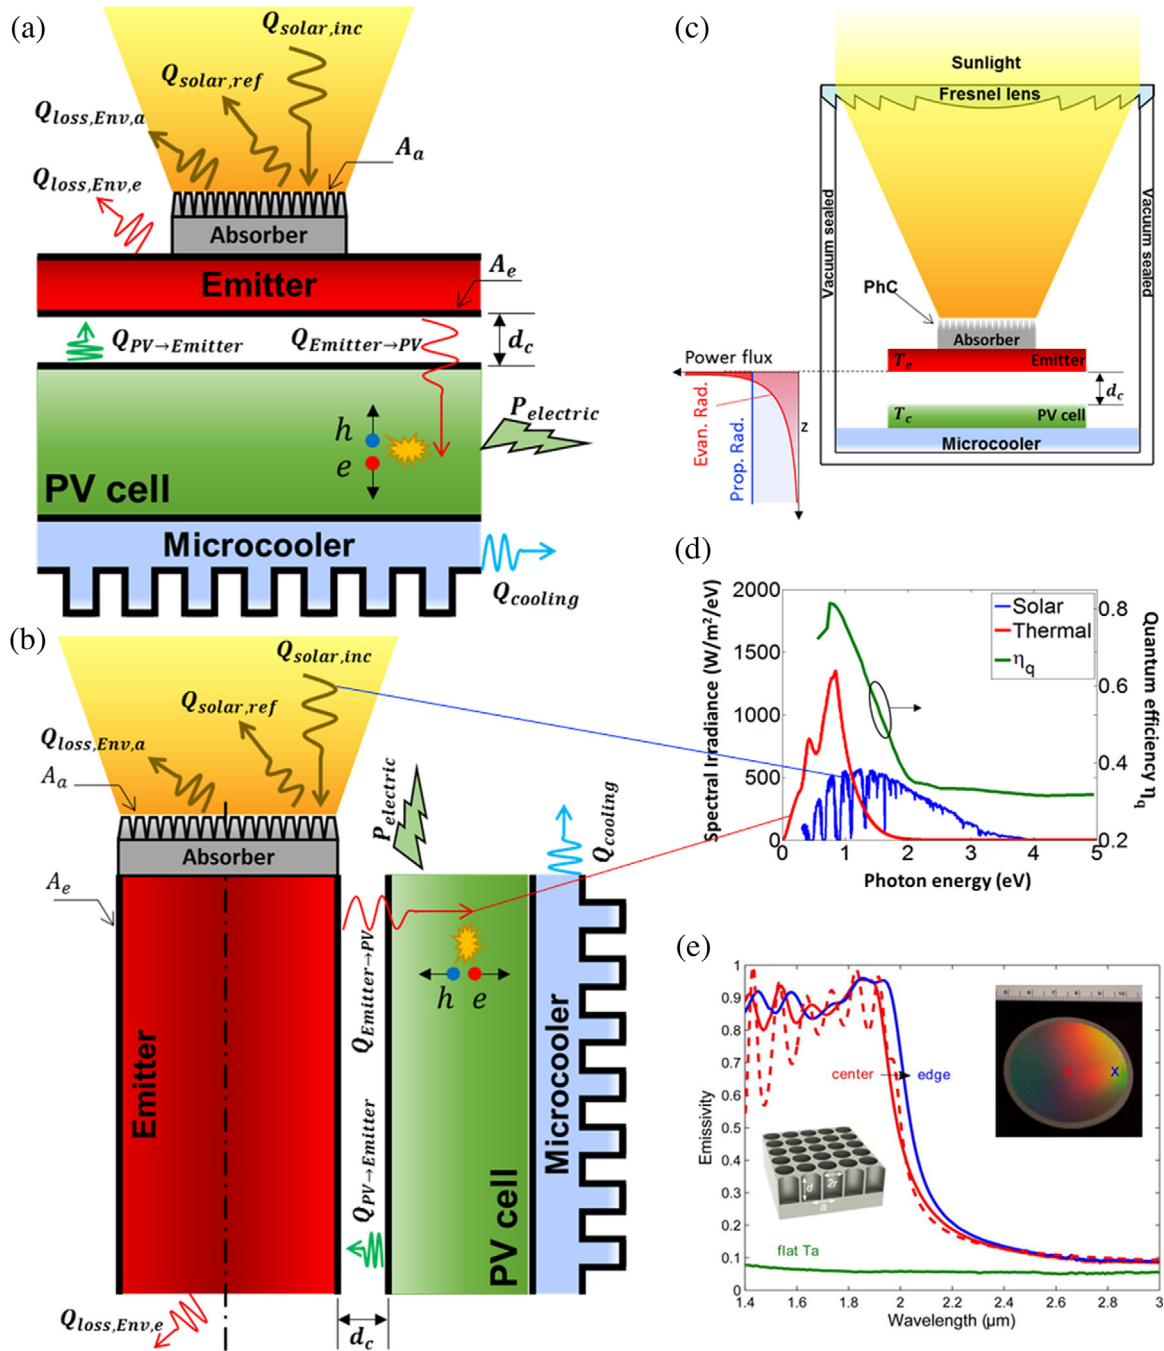 (a)
Q_solar,inc
Q_solar,ref
Q_loss,Env,a
A_a
Q_loss,Env,e
Absorber
A_e
Emitter
Q_PV→Emitter
Q_Emitter→PV
d_c
P_electric
h
e
PV cell
Microcooler
Q_cooling
(b)
Q_solar,inc
Q_solar,ref
Q_loss,Env,a
A_a
Absorber
A_e
P_electric
Q_cooling
Emitter
Q_Emitter→PV
h e
Q_PV→Emitter
PV cell
Microcooler
Q_loss,Env,e
d_c
(c)
Sunlight
Fresnel lens
Vacuum sealed
Vacuum sealed
PhC
Absorber
T_e Emitter
d_c
T_c PV cell
Microcooler
Power flux
Evan. Rad.
Prop. Rad.
z
(d)
Spectral Irradiance (W/m²/eV)
2000
1500
1000
500
0
0 1 2 3 4 5
Photon energy (eV)
Solar
Thermal
η_q
0.8
0.6
0.4
0.2
Quantum efficiency η_q
(e)
Emissivity
1
0.9
0.8
0.7
0.6
0.5
0.4
0.3
0.2
0.1
0
center edge
x x
d 2r
a
flat Ta
1.4 1.6 1.8 2 2.2 2.4 2.6 2.8 3
Wavelength (μm)